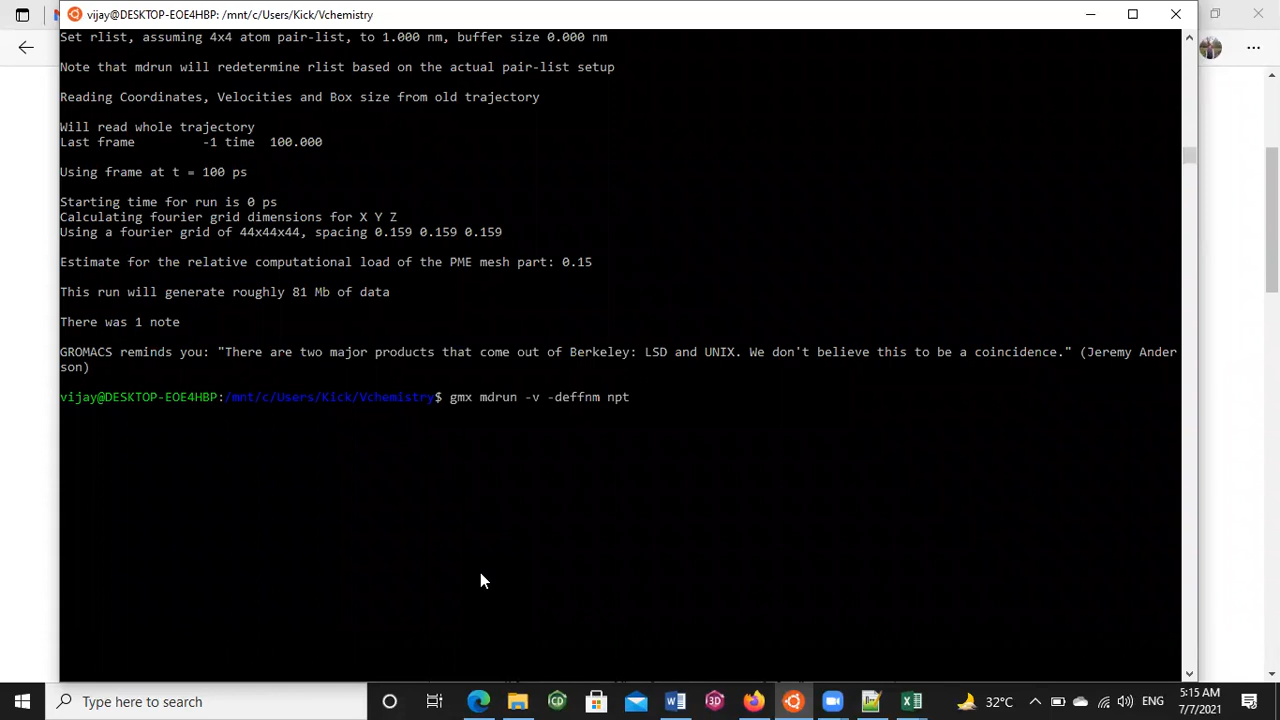 vijay@DESKTOP-EOE4HBP: /mnt/c/Users/Kick/Vchemistry
Set rlist, assuming 4x4 atom pair-list, to 1.000 nm, buffer size 0.000 nm
Note that mdrun will redetermine rlist based on the actual pair-list setup
Reading Coordinates, Velocities and Box size from old trajectory
Will read whole trajectory
Last frame         -1 time  100.000
Using frame at t = 100 ps
Starting time for run is 0 ps
Calculating fourier grid dimensions for X Y Z
Using a fourier grid of 44x44x44, spacing 0.159 0.159 0.159
Estimate for the relative computational load of the PME mesh part: 0.15
This run will generate roughly 81 Mb of data
There was 1 note
GROMACS reminds you: "There are two major products that come out of Berkeley: LSD and UNIX. We don't believe this to be a coincidence." (Jeremy Ander
son)
vijay@DESKTOP-EOE4HBP:/mnt/c/Users/Kick/Vchemistry$ gmx mdrun -v -deffnm npt
Type here to search
32°C
ENG
5:15 AM
7/7/2021